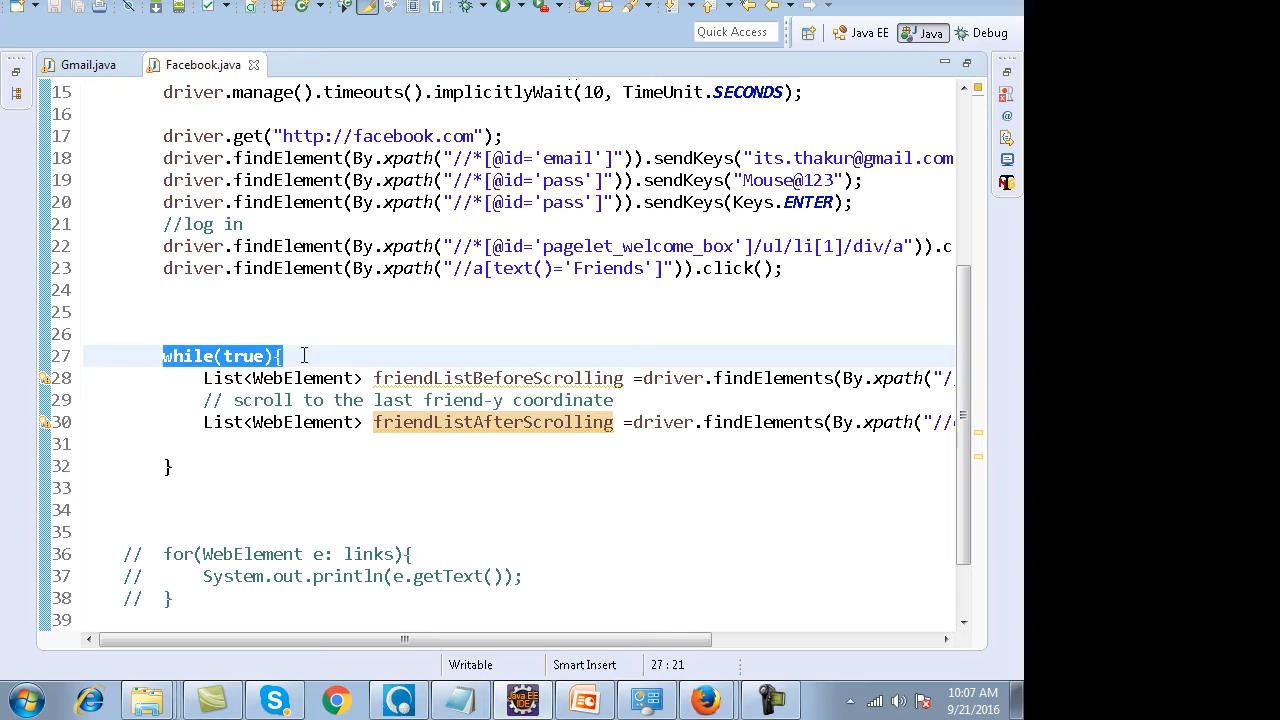 Quick Access
Java EE
Java
Debug
Gmail.java
Facebook.java
15 driver.manage().timeouts().implicitlyWait(10, TimeUnit.SECONDS);
16
17 driver.get("http://facebook.com");
18 driver.findElement(By.xpath("//*[@id='email']")).sendKeys("its.thakur@gmail.com
19 driver.findElement(By.xpath("//*[@id='pass']")).sendKeys("Mouse@123");
20 driver.findElement(By.xpath("//*[@id='pass']")).sendKeys(Keys.ENTER);
21 //log in
22 driver.findElement(By.xpath("//*[@id='pagelet_welcome_box']/ul/li[1]/div/a")).c
23 driver.findElement(By.xpath("//a[text()='Friends']")).click();
24
25
26
27 while(true){
28 List<WebElement> friendListBeforeScrolling =driver.findElements(By.xpath("/
29 // scroll to the last friend-y coordinate
30 List<WebElement> friendListAfterScrolling =driver.findElements(By.xpath("//
31
32 }
33
34
35
36 // for(WebElement e: links){
37 // System.out.println(e.getText());
38 // }
39
Writable
Smart Insert
27 : 21
Java EE
IDE
10:07 AM
9/21/2016